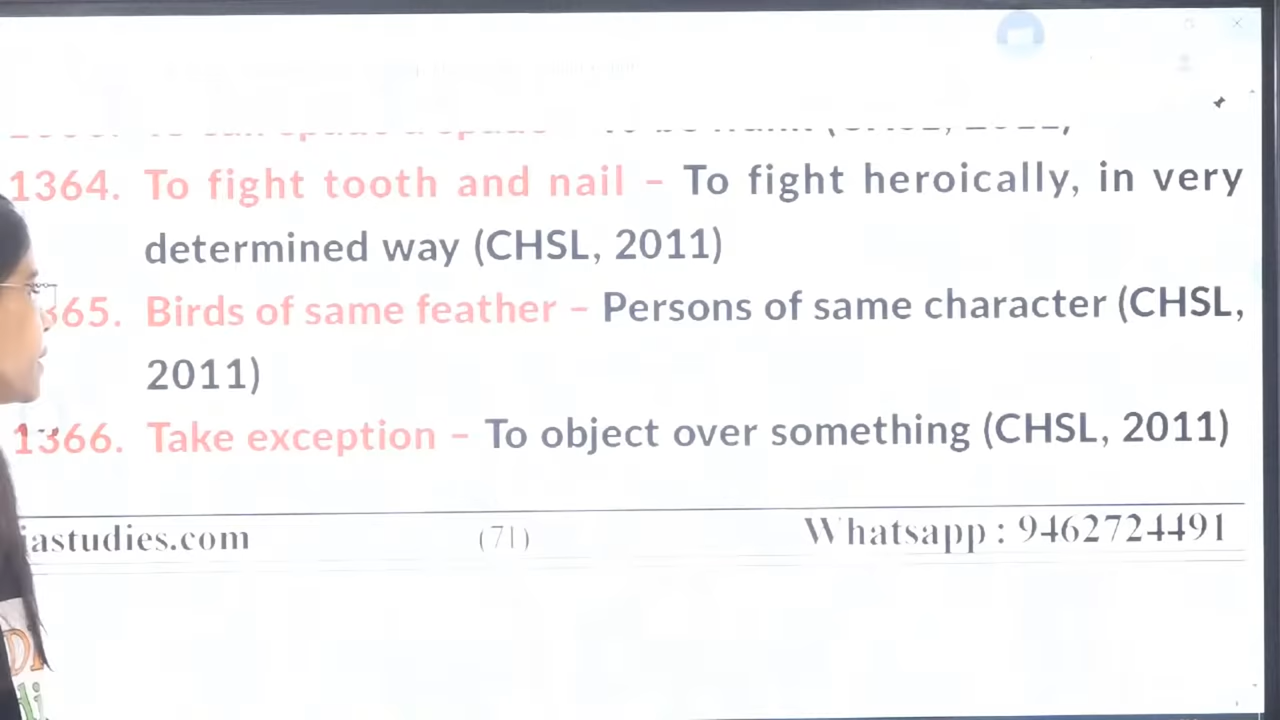 1364. To fight tooth and nail – To fight heroically, in very
determined way (CHSL, 2011)
365. Birds of same feather – Persons of same character (CHSL,
2011)
1366. Take exception – To object over something (CHSL, 2011)
iastudies.com (71) Whatsapp : 9462724491